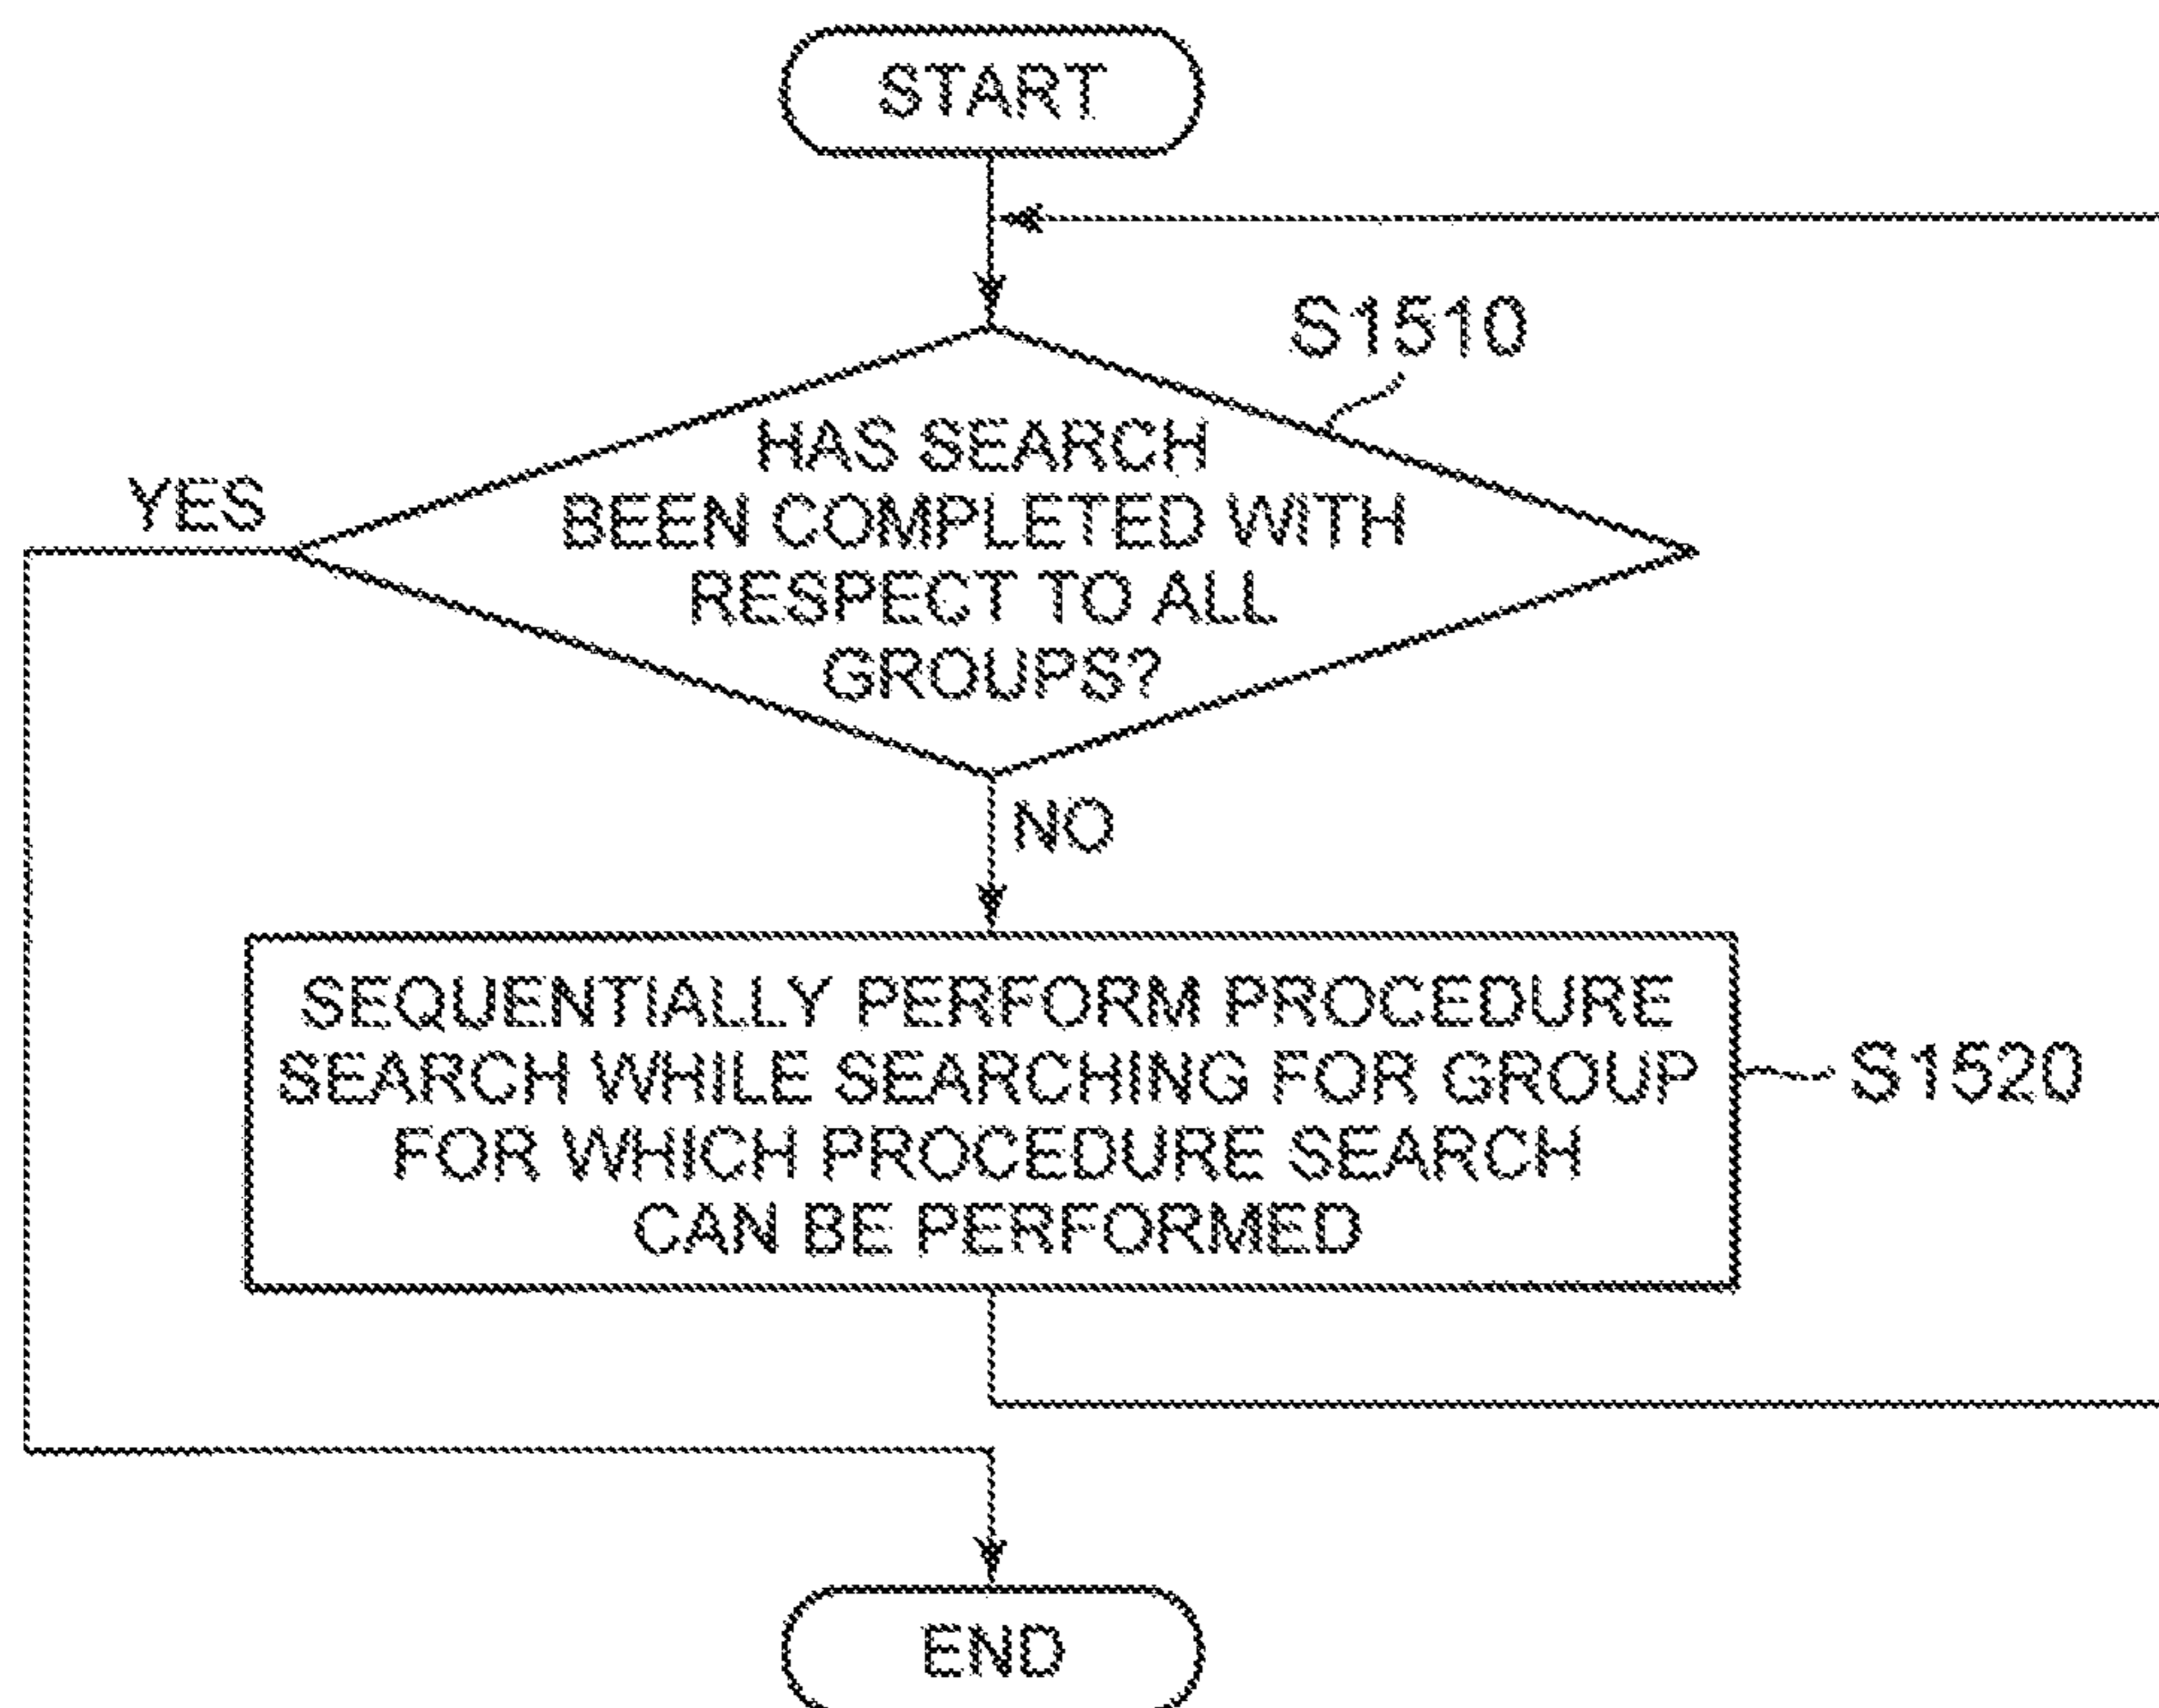 START
S1510
HAS SEARCH
BEEN COMPLETED WITH
RESPECT TO ALL
GROUPS?
YES
NO
SEQUENTIALLY PERFORM PROCEDURE
SEARCH WHILE SEARCHING FOR GROUP
FOR WHICH PROCEDURE SEARCH
CAN BE PERFORMED
S1520
END